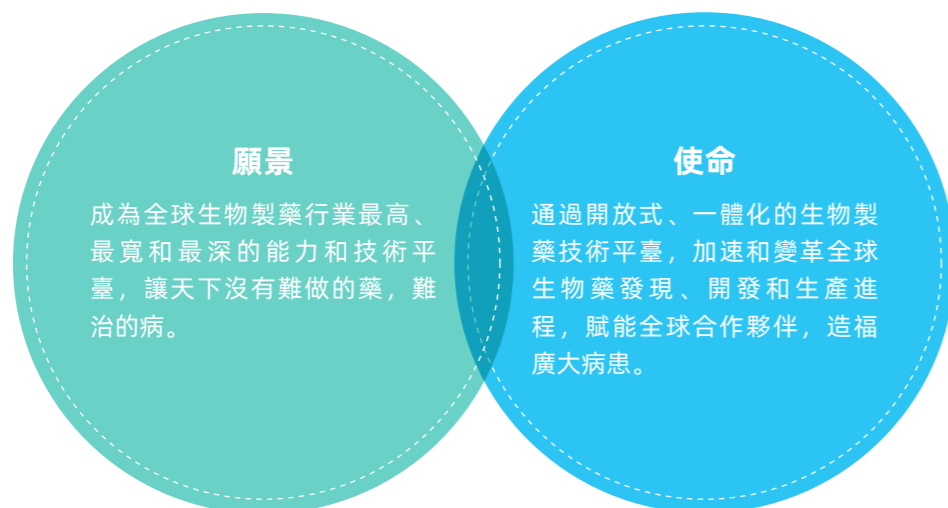 願景
成為全球生物製藥行業最高、
最寬和最深的能力和技術平
臺，讓天下沒有難做的藥，難
治的病。
使命
通過開放式、一體化的生物製
藥技術平臺，加速和變革全球
生物藥發現、開發和生產進
程，賦能全球合作夥伴，造福
廣大病患。